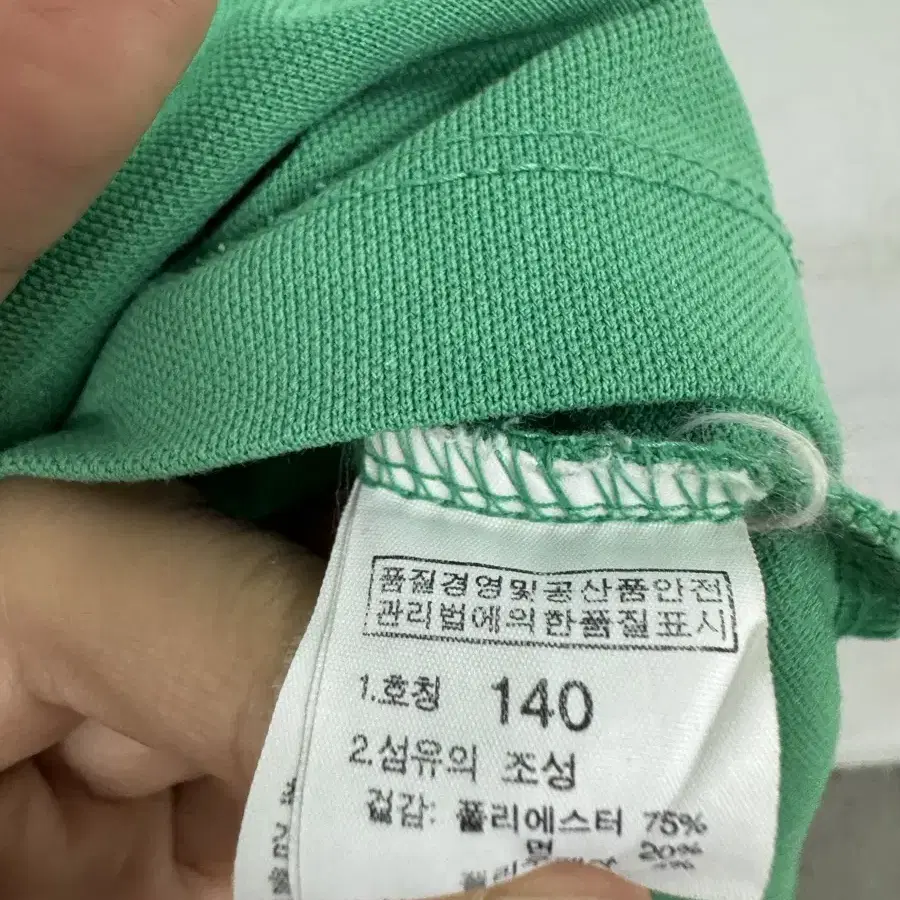 품질경영및공산품안전
관리법에의한품질표시
1.호칭 140
2.섬유의 조성
겉감: 폴리에스터 75%
면 20%